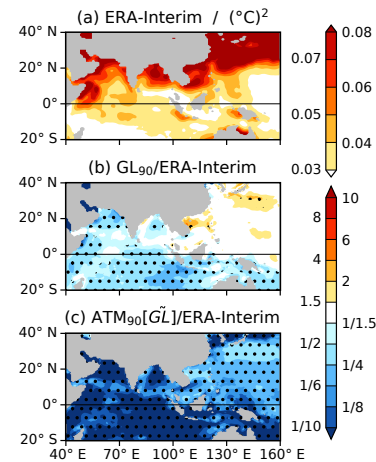 (a) ERA-Interim / (°C)²
40° N
20° N
0°
20° S
0.08
0.07
0.06
0.05
0.04
0.03
(b) GL₉₀/ERA-Interim
40° N
20° N
0°
20° S
10
8
6
4
2
1.5
1/1.5
1/2
1/4
1/6
1/8
1/10
(c) ATM₉₀[G̃L]/ERA-Interim
40° N
20° N
0°
20° S
40° E 70° E 100° E 130° E 160° E